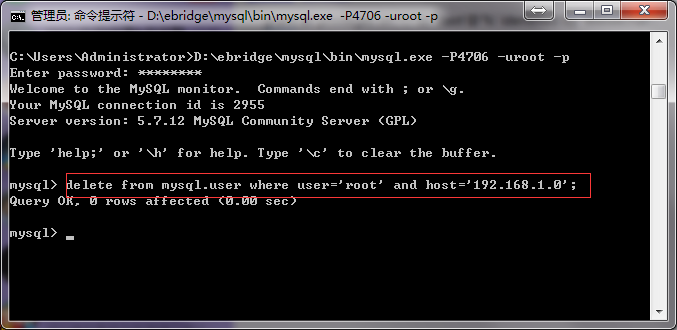 管理员: 命令提示符 - D:\ebridge\mysql\bin\mysql.exe -P4706 -uroot -p
C:\Users\Administrator>D:\ebridge\mysql\bin\mysql.exe -P4706 -uroot -p
Enter password: ********
Welcome to the MySQL monitor.  Commands end with ; or \g.
Your MySQL connection id is 2955
Server version: 5.7.12 MySQL Community Server (GPL)
Type 'help;' or '\h' for help. Type '\c' to clear the buffer.
mysql> delete from mysql.user where user='root' and host='192.168.1.0';
Query OK, 0 rows affected (0.00 sec)
mysql>